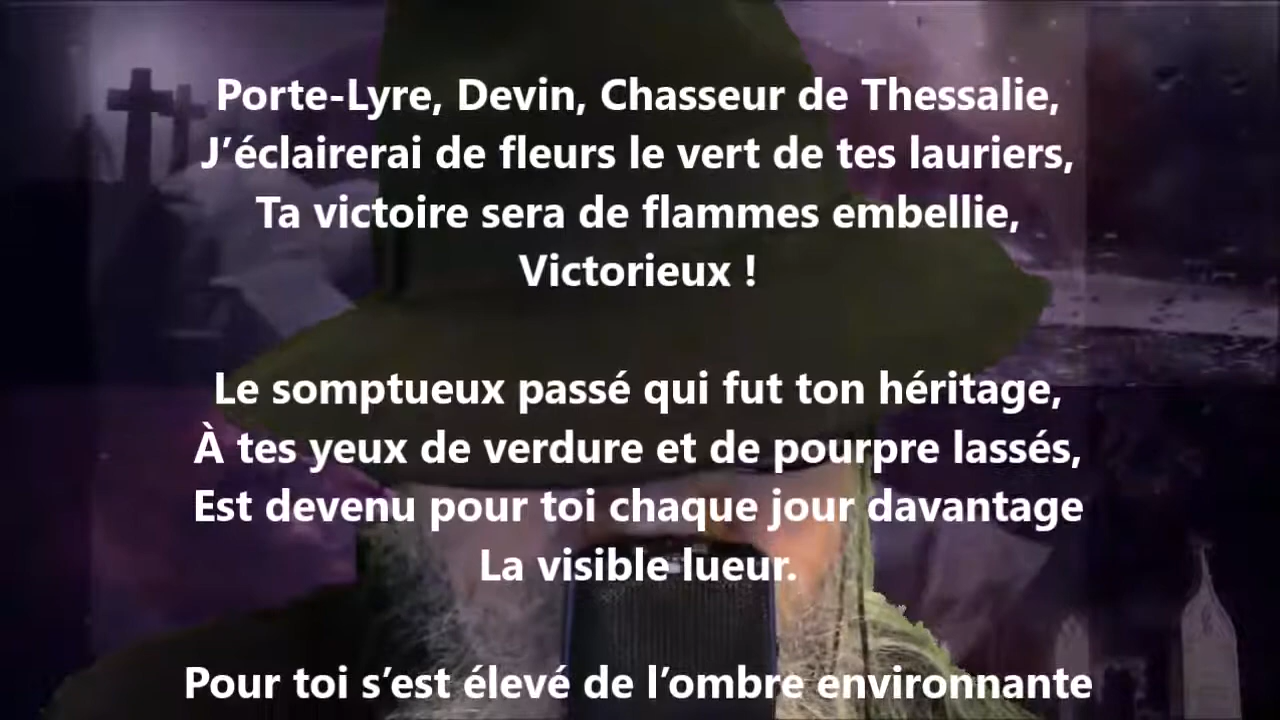 Porte-Lyre, Devin, Chasseur de Thessalie,
J’éclairerai de fleurs le vert de tes lauriers,
Ta victoire sera de flammes embellie,
Victorieux !
Le somptueux passé qui fut ton héritage,
À tes yeux de verdure et de pourpre lassés,
Est devenu pour toi chaque jour davantage
La visible lueur.
Pour toi s’est élevé de l’ombre environnante